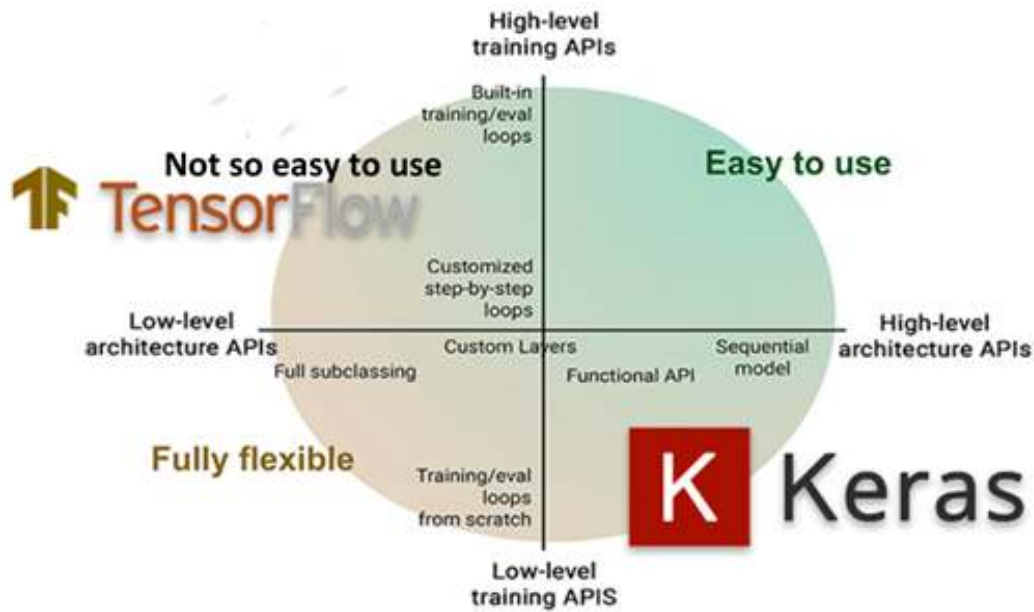 High-level
training APIs
Built-in
training/eval
loops
Not so easy to use
Easy to use
TensorFlow
Customized
step-by-step
loops
Low-level
architecture APIs
High-level
architecture APIs
Custom Layers
Sequential
model
Full subclassing
Functional API
Fully flexible
Training/eval
loops
from scratch
K Keras
Low-level
training APIS